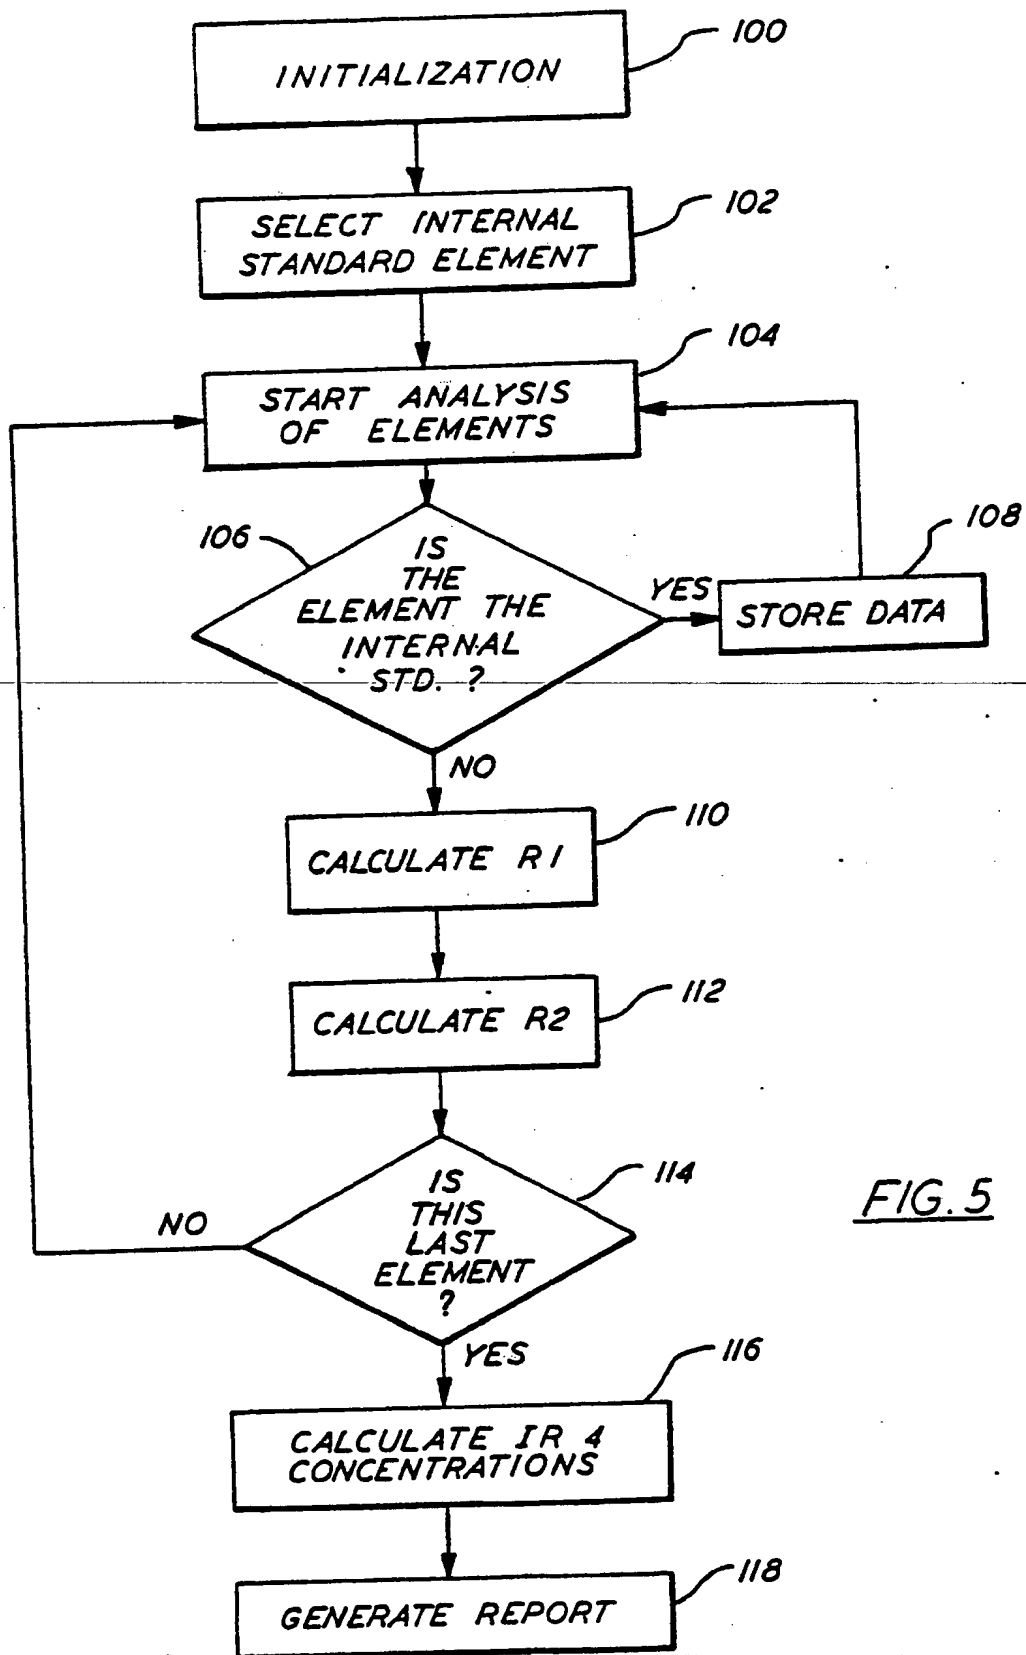 100
INITIALIZATION
102
SELECT INTERNAL
STANDARD ELEMENT
104
START ANALYSIS
OF ELEMENTS
106
IS
THE
ELEMENT THE
INTERNAL
STD. ?
YES
108
STORE DATA
NO
110
CALCULATE R1
112
CALCULATE R2
114
IS
THIS
LAST
ELEMENT
?
NO
FIG. 5
YES
116
CALCULATE IR 4
CONCENTRATIONS
118
GENERATE REPORT